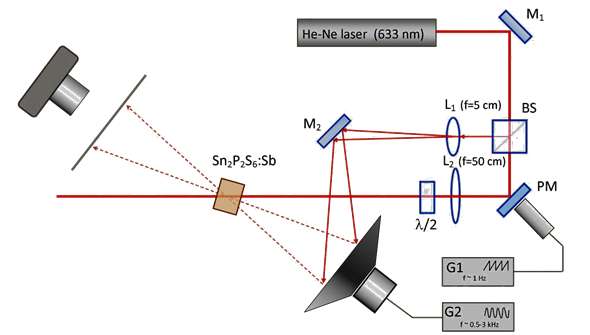 He-Ne laser (633 nm)
M1
L1 (f=5 cm)
BS
M2
L2 (f=50 cm)
Sn2P2S6:Sb
PM
λ/2
G1
f ~ 1 Hz
G2
f ~ 0.5-3 kHz